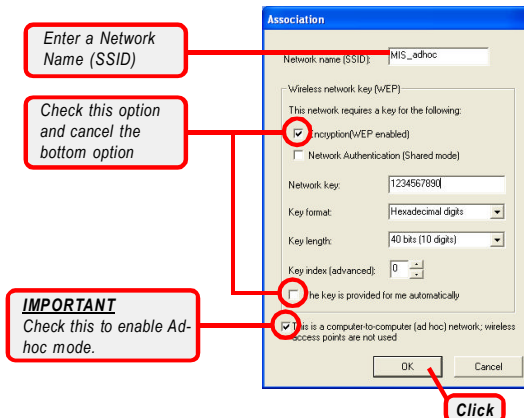 Association
Enter a Network
Name (SSID)
Network name (SSID):
MIS_adhoc
Wireless network key (WEP)
This network requires a key for the following:
Check this option
and cancel the
bottom option
Encryption(WEP enabled)
Network Authentication (Shared mode)
Network key:
1234567890
Key format:
Hexadecimal digits
Key length:
40 bits (10 digits)
Key index (advanced):
0
The key is provided for me automatically
IMPORTANT
Check this to enable Ad-
hoc mode.
This is a computer-to-computer (ad hoc) network; wireless
access points are not used
OK
Cancel
Click